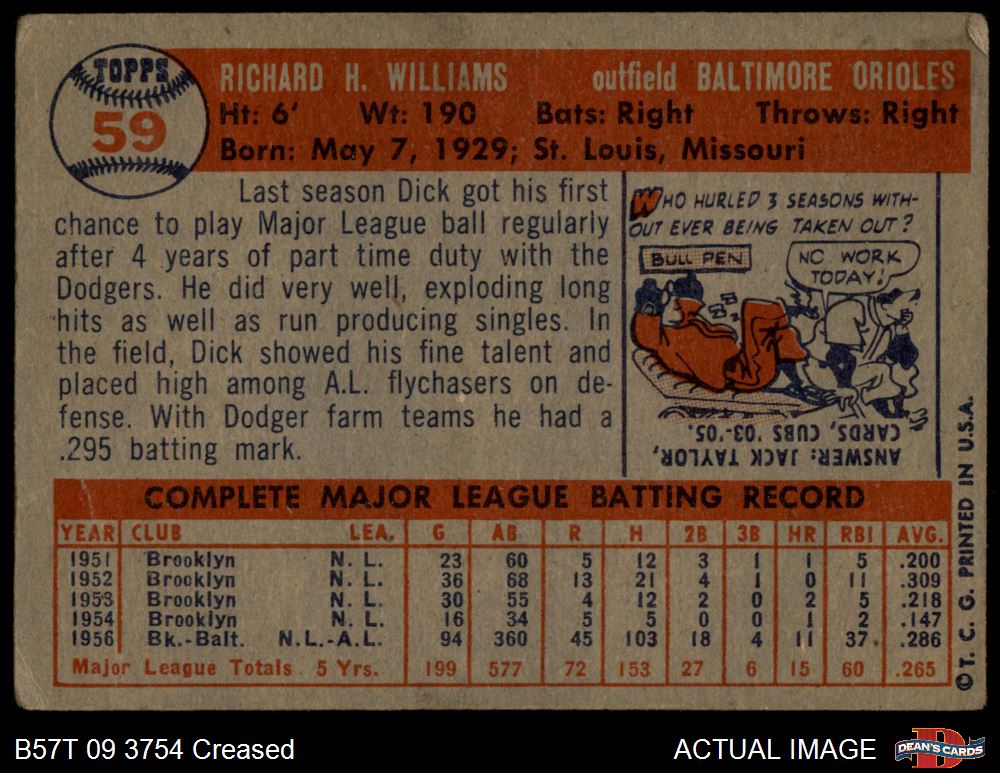 TOPPS
59
RICHARD H. WILLIAMS outfield BALTIMORE ORIOLES
Ht: 6' Wt: 190 Bats: Right Throws: Right
Born: May 7, 1929; St. Louis, Missouri
Last season Dick got his first
chance to play Major League ball regularly
after 4 years of part time duty with the
Dodgers. He did very well, exploding long
hits as well as run producing singles. In
the field, Dick showed his fine talent and
placed high among A.L. flychasers on de-
fense. With Dodger farm teams he had a
.295 batting mark.
WHO HURLED 3 SEASONS WITH-
OUT EVER BEING TAKEN OUT?
BULL PEN
NO WORK
TODAY!
ZZZ
ANSWER: JACK TAYLOR,
CARDS, CUBS '03-'05.
COMPLETE MAJOR LEAGUE BATTING RECORD
YEAR CLUB LEA. G AB R H 2B 3B HR RBI AVG.
1951 Brooklyn N. L. 23 60 5 12 3 1 1 5 .200
1952 Brooklyn N. L. 36 68 13 21 4 1 0 11 .309
1953 Brooklyn N. L. 30 55 4 12 2 0 2 5 .218
1954 Brooklyn N. L. 16 34 5 5 0 0 1 2 .147
1956 Bk.-Balt. N.L.-A.L. 94 360 45 103 18 4 11 37 .286
Major League Totals 5 Yrs. 199 577 72 153 27 6 15 60 .265
©T. C. G. PRINTED IN U.S.A.
B57T 09 3754 Creased
ACTUAL IMAGE
D
DEAN'S CARDS